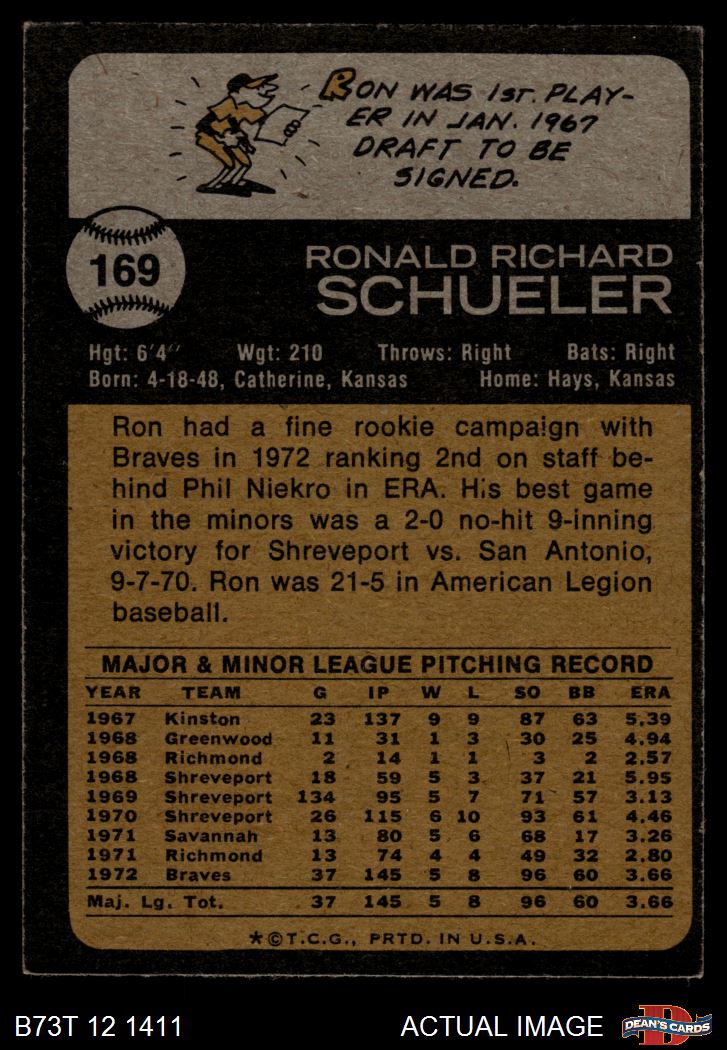 RON WAS 1ST. PLAY-
ER IN JAN. 1967
DRAFT TO BE
SIGNED.
169
RONALD RICHARD
SCHUELER
Hgt: 6'4" Wgt: 210 Throws: Right Bats: Right
Born: 4-18-48, Catherine, Kansas Home: Hays, Kansas
Ron had a fine rookie campaign with
Braves in 1972 ranking 2nd on staff be-
hind Phil Niekro in ERA. His best game
in the minors was a 2-0 no-hit 9-inning
victory for Shreveport vs. San Antonio,
9-7-70. Ron was 21-5 in American Legion
baseball.
MAJOR & MINOR LEAGUE PITCHING RECORD
YEAR TEAM G IP W L SO BB ERA
1967 Kinston 23 137 9 9 87 63 5.39
1968 Greenwood 11 31 1 3 30 25 4.94
1968 Richmond 2 14 1 1 3 2 2.57
1968 Shreveport 18 59 5 3 37 21 5.95
1969 Shreveport 134 95 5 7 71 57 3.13
1970 Shreveport 26 115 6 10 93 61 4.46
1971 Savannah 13 80 5 6 68 17 3.26
1971 Richmond 13 74 4 4 49 32 2.80
1972 Braves 37 145 5 8 96 60 3.66
Maj. Lg. Tot. 37 145 5 8 96 60 3.66
*©T.C.G., PRTD. IN U.S.A.
B73T 12 1411 ACTUAL IMAGE D DEAN'S CARDS